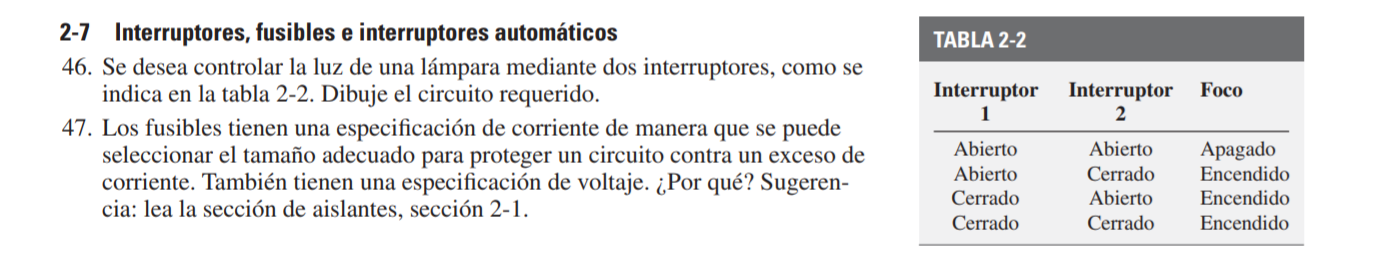 2-7 Interruptores, fusibles e interruptores automáticos
46. Se desea controlar la luz de una lámpara mediante dos interruptores, como se
indica en la tabla 2-2. Dibuje el circuito requerido.
47. Los fusibles tienen una especificación de corriente de manera que se puede
seleccionar el tamaño adecuado para proteger un circuito contra un exceso de
corriente. También tienen una especificación de voltaje. ¿Por qué? Sugeren-
cia: lea la sección de aislantes, sección 2-1.
TABLA 2-2
Interruptor Interruptor Foco
1 2
Abierto Abierto Apagado
Abierto Cerrado Encendido
Cerrado Abierto Encendido
Cerrado Cerrado Encendido